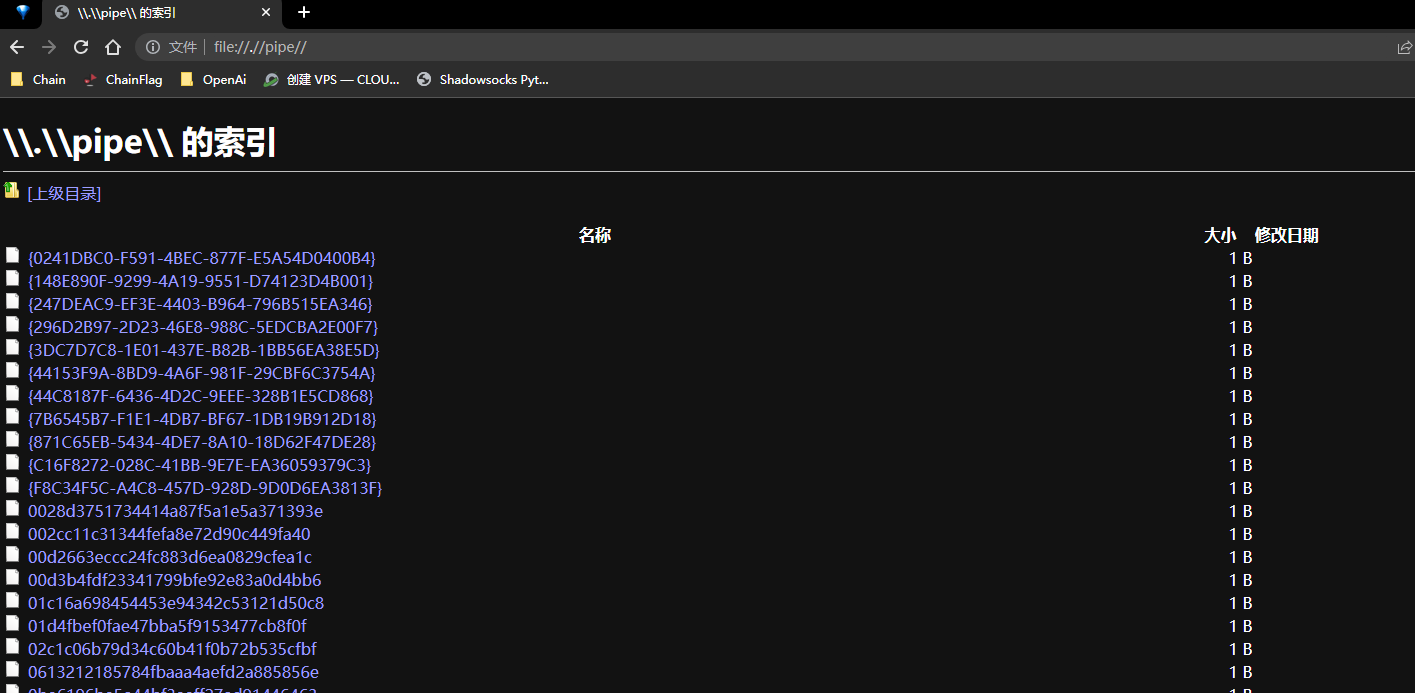 \\.\\pipe\\ 的索引
文件 file://.//pipe//
Chain ChainFlag OpenAi 创建 VPS — CLOU... Shadowsocks Pyt...
\\.\\pipe\\ 的索引
[上级目录]
名称 大小 修改日期
{0241DBC0-F591-4BEC-877F-E5A54D0400B4} 1 B
{148E890F-9299-4A19-9551-D74123D4B001} 1 B
{247DEAC9-EF3E-4403-B964-796B515EA346} 1 B
{296D2B97-2D23-46E8-988C-5EDCBA2E00F7} 1 B
{3DC7D7C8-1E01-437E-B82B-1BB56EA38E5D} 1 B
{44153F9A-8BD9-4A6F-981F-29CBF6C3754A} 1 B
{44C8187F-6436-4D2C-9EEE-328B1E5CD868} 1 B
{7B6545B7-F1E1-4DB7-BF67-1DB19B912D18} 1 B
{871C65EB-5434-4DE7-8A10-18D62F47DE28} 1 B
{C16F8272-028C-41BB-9E7E-EA36059379C3} 1 B
{F8C34F5C-A4C8-457D-928D-9D0D6EA3813F} 1 B
0028d3751734414a87f5a1e5a371393e 1 B
002cc11c31344fefa8e72d90c449fa40 1 B
00d2663eccc24fc883d6ea0829cfea1c 1 B
00d3b4fdf23341799bfe92e83a0d4bb6 1 B
01c16a698454453e94342c53121d50c8 1 B
01d4fbef0fae47bba5f9153477cb8f0f 1 B
02c1c06b79d34c60b41f0b72b535cfbf 1 B
0613212185784fbaaa4aefd2a885856e 1 B